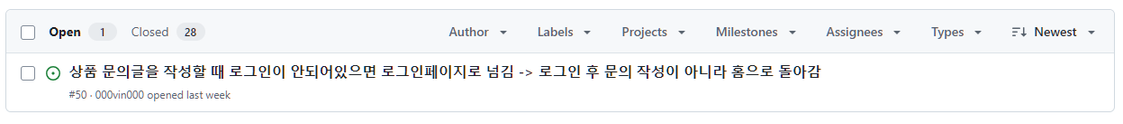 Open 1 Closed 28 Author Labels Projects Milestones Assignees Types Newest
상품 문의글을 작성할 때 로그인이 안되어있으면 로그인페이지로 넘김 -> 로그인 후 문의 작성이 아니라 홈으로 돌아감
#50 · 000vin000 opened last week